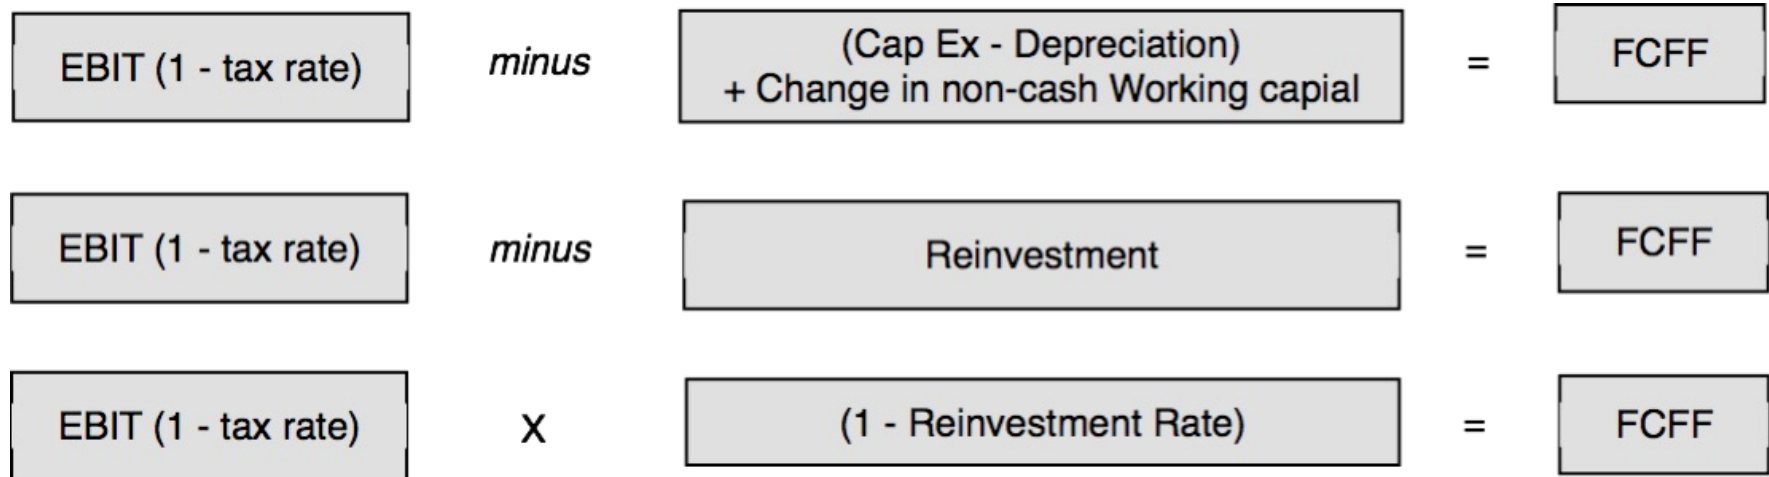 EBIT (1 - tax rate) minus (Cap Ex - Depreciation) = FCFF
+ Change in non-cash Working capial
EBIT (1 - tax rate) minus Reinvestment = FCFF
EBIT (1 - tax rate) X (1 - Reinvestment Rate) = FCFF